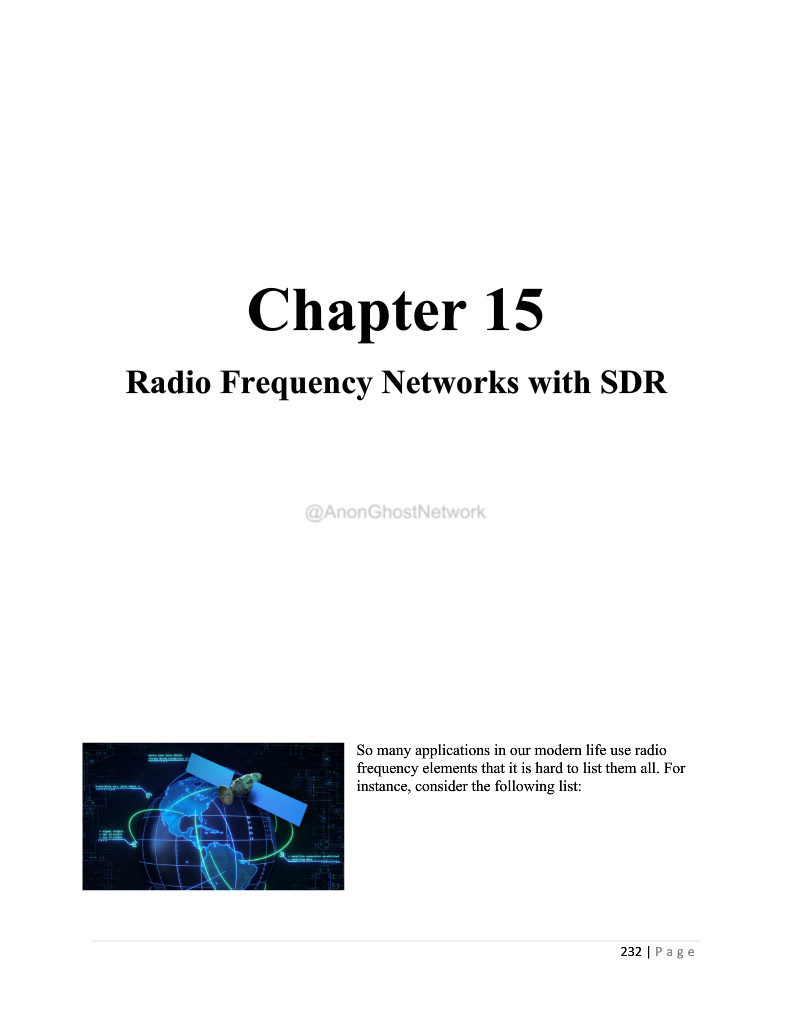 Chapter 15
Radio Frequency Networks with SDR
@AnonGhostNetwork
So many applications in our modern life use radio
frequency elements that it is hard to list them all. For
instance, consider the following list:
232 | P a g e